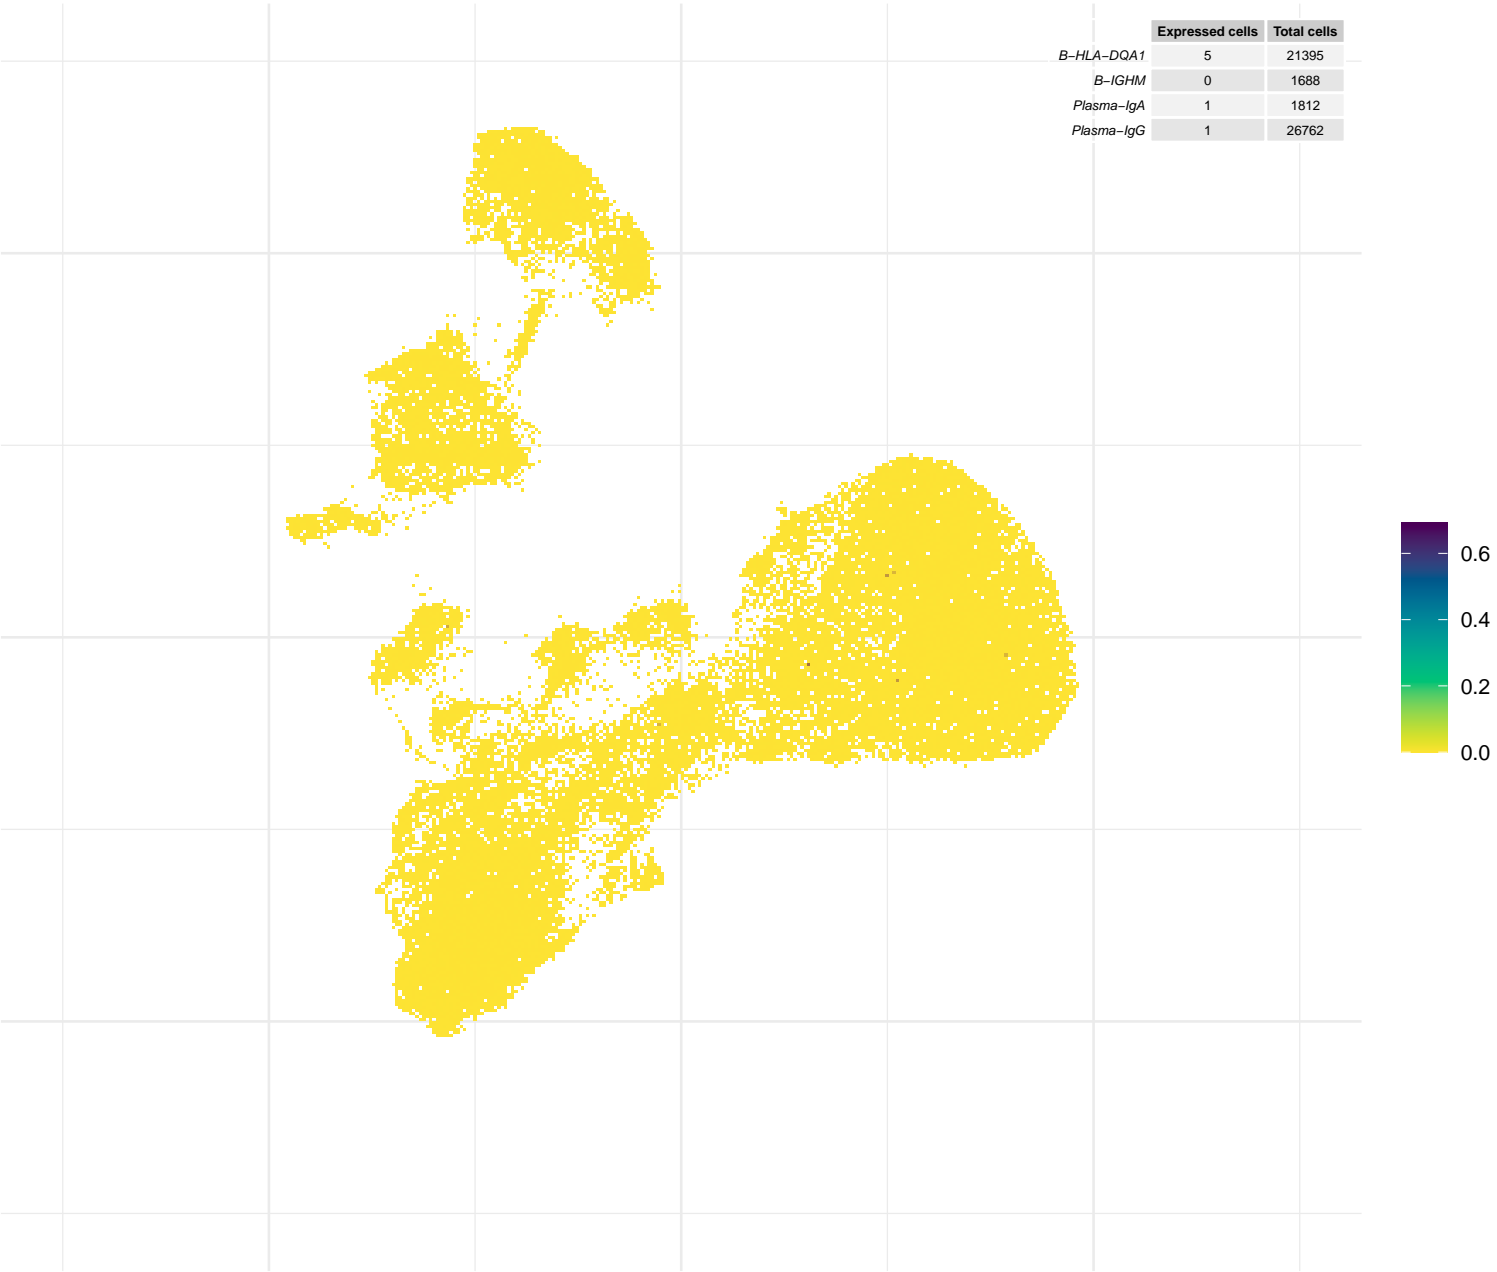 Expressed cells Total cells
B−HLA−DQA1 5 21395
B−IGHM 0 1688
Plasma−IgA 1 1812
Plasma−IgG 1 26762
0.6
0.4
0.2
0.0